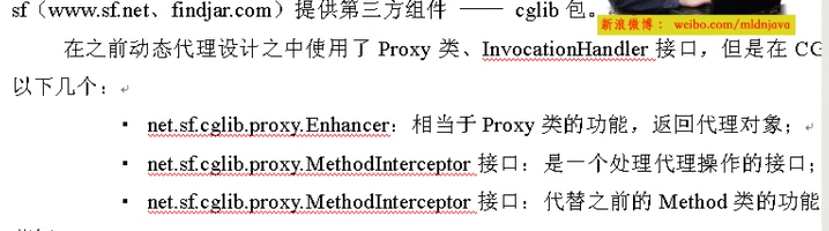 sf（www.sf.net、findjar.com）提供第三方组件 —— cglib 包。
新浪微博：weibo.com/mldnjava
在之前动态代理设计之中使用了 Proxy 类、InvocationHandler 接口，但是在 CG
以下几个：
▪ net.sf.cglib.proxy.Enhancer：相当于 Proxy 类的功能，返回代理对象；
▪ net.sf.cglib.proxy.MethodInterceptor 接口：是一个处理代理操作的接口；
▪ net.sf.cglib.proxy.MethodInterceptor 接口：代替之前的 Method 类的功能